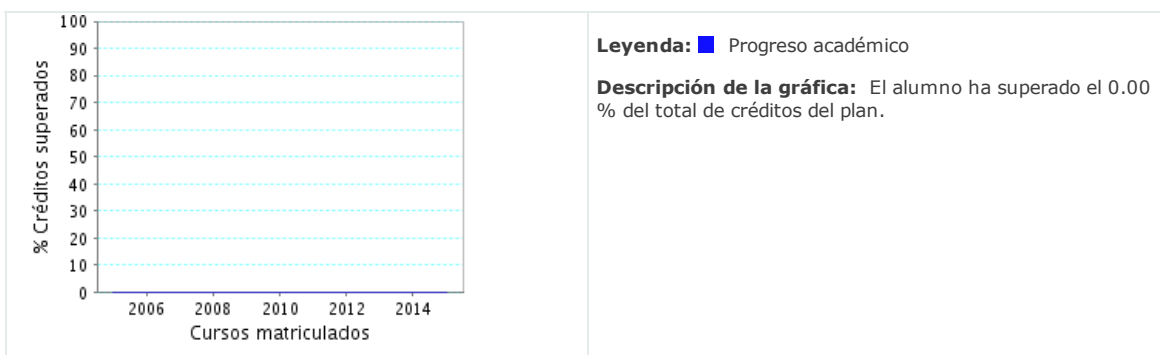 100
90
80
70
60
50
40
30
20
10
0
% Créditos superados
2006 2008 2010 2012 2014
Cursos matriculados
Leyenda: Progreso académico
Descripción de la gráfica: El alumno ha superado el 0.00
% del total de créditos del plan.